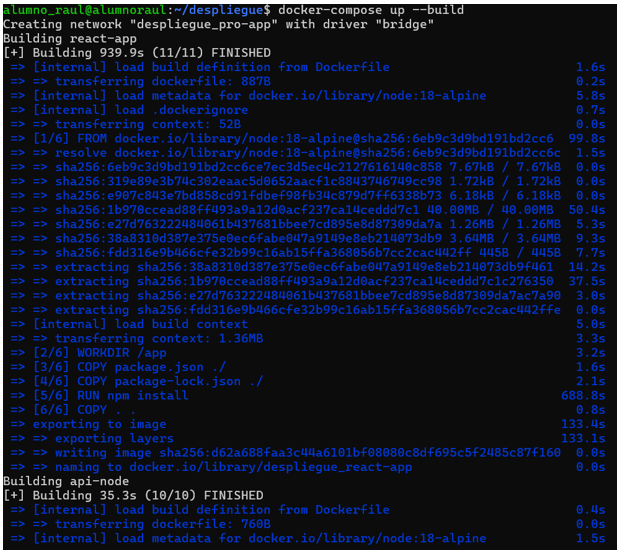 alumno_raul@alumnoraul:~/despliegue$ docker-compose up --build
Creating network "despliegue_pro-app" with driver "bridge"
Building react-app
[+] Building 939.9s (11/11) FINISHED
=> [internal] load build definition from Dockerfile 1.6s
=> => transferring dockerfile: 887B 0.2s
=> [internal] load metadata for docker.io/library/node:18-alpine 5.8s
=> [internal] load .dockerignore 0.7s
=> => transferring context: 52B 0.0s
=> [1/6] FROM docker.io/library/node:18-alpine@sha256:6eb9c3d9bd191bd2cc6 99.8s
=> => resolve docker.io/library/node:18-alpine@sha256:6eb9c3d9bd191bd2cc6c 1.5s
=> => sha256:6eb9c3d9bd191bd2cc6ce7ec3d5ec4c2127616140c858 7.67kB / 7.67kB 0.0s
=> => sha256:319e89e3b74c302eaac5d0652aacf1c8843746749cc98 1.72kB / 1.72kB 0.0s
=> => sha256:e907c843e7bd858cd91fdbef98fb34c879d7ff6338b73 6.18kB / 6.18kB 0.0s
=> => sha256:1b970ccead88ff493a9a12d0acf237ca14ceddd7c1 40.00MB / 40.00MB 50.4s
=> => sha256:e27d763222484061b437681bbee7cd895e8d87309da7a 1.26MB / 1.26MB 5.3s
=> => sha256:38a8310d387e375e0ec6fabe047a9149e8eb214073db9 3.64MB / 3.64MB 9.3s
=> => sha256:fdd316e9b466cfe32b99c16ab15ffa368056b7cc2cac442ff 445B / 445B 7.7s
=> => extracting sha256:38a8310d387e375e0ec6fabe047a9149e8eb214073db9f461 14.2s
=> => extracting sha256:1b970ccead88ff493a9a12d0acf237ca14ceddd7c1c276350 37.5s
=> => extracting sha256:e27d763222484061b437681bbee7cd895e8d87309da7ac7a90 3.0s
=> => extracting sha256:fdd316e9b466cfe32b99c16ab15ffa368056b7cc2cac442ffe 0.0s
=> [internal] load build context 5.0s
=> => transferring context: 1.36MB 3.3s
=> [2/6] WORKDIR /app 3.2s
=> [3/6] COPY package.json ./ 1.6s
=> [4/6] COPY package-lock.json ./ 2.1s
=> [5/6] RUN npm install 688.8s
=> [6/6] COPY . . 0.8s
=> exporting to image 133.4s
=> => exporting layers 133.1s
=> => writing image sha256:d62a688faa3c44a6101bf08080c8df695c5f2485c87f160 0.0s
=> => naming to docker.io/library/despliegue_react-app 0.0s
Building api-node
[+] Building 35.3s (10/10) FINISHED
=> [internal] load build definition from Dockerfile 0.4s
=> => transferring dockerfile: 760B 0.0s
=> [internal] load metadata for docker.io/library/node:18-alpine 1.5s